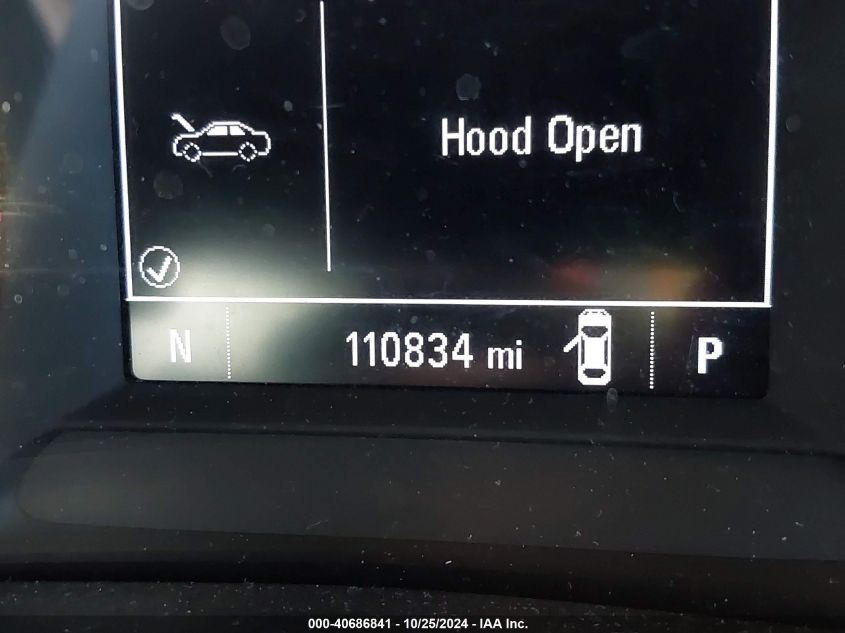 Hood Open
N 110834 mi P
000-40686841 - 10/25/2024 - IAA Inc.